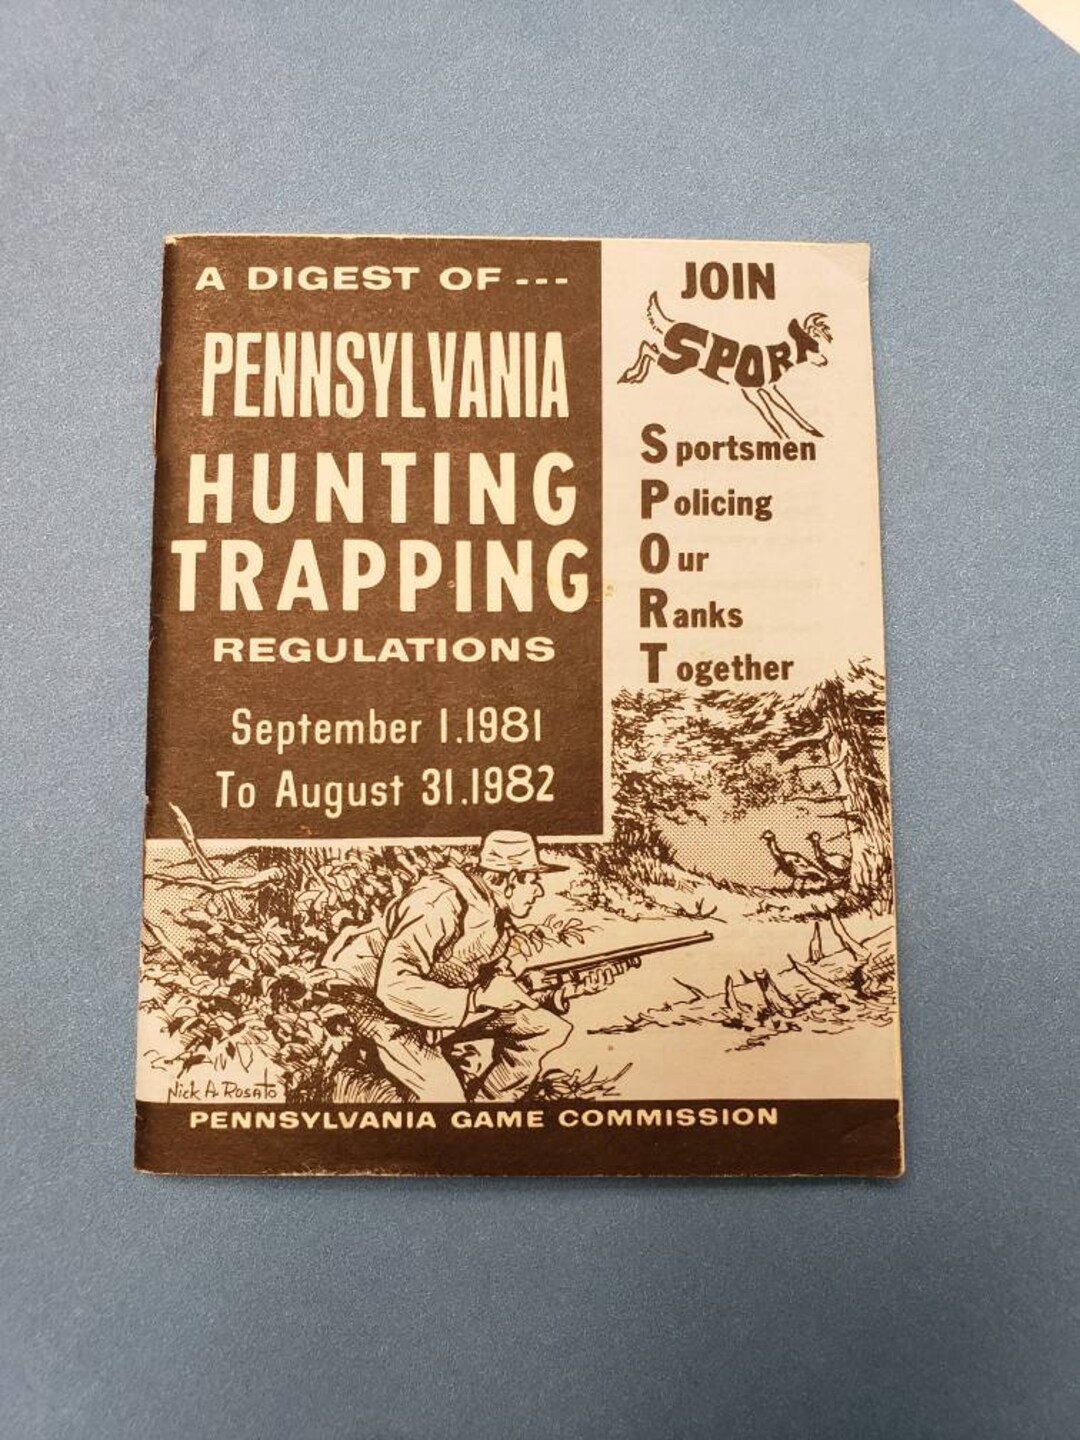 A DIGEST OF ---
PENNSYLVANIA
HUNTING
TRAPPING
REGULATIONS
September 1.1981
To August 31.1982
JOIN
SPORT
Sportsmen
Policing
Our
Ranks
Together
Nick A. Rosato
PENNSYLVANIA GAME COMMISSION